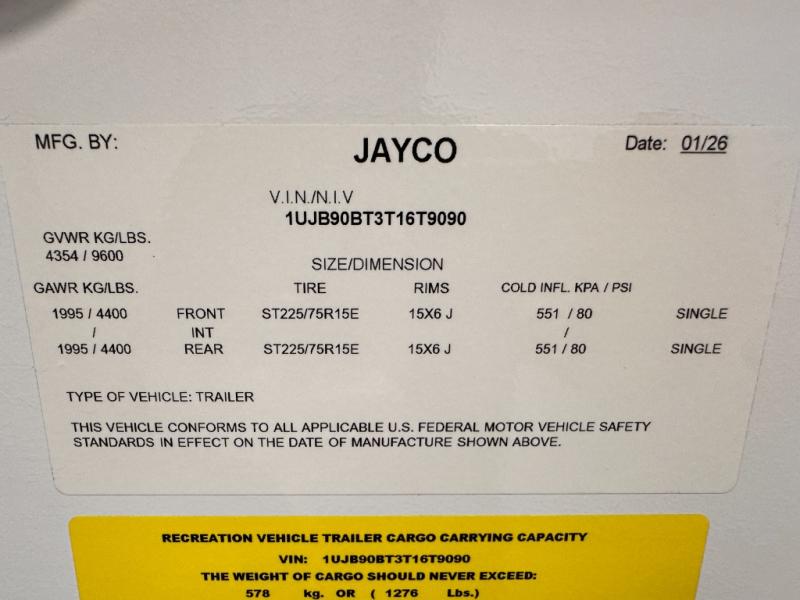 MFG. BY: JAYCO Date: 01/26
V.I.N./N.I.V
1UJB90BT3T16T9090
GVWR KG/LBS.
4354 / 9600
SIZE/DIMENSION
GAWR KG/LBS. TIRE RIMS COLD INFL. KPA / PSI
1995 / 4400 FRONT ST225/75R15E 15X6 J 551 / 80 SINGLE
/ INT /
1995 / 4400 REAR ST225/75R15E 15X6 J 551 / 80 SINGLE
TYPE OF VEHICLE: TRAILER
THIS VEHICLE CONFORMS TO ALL APPLICABLE U.S. FEDERAL MOTOR VEHICLE SAFETY
STANDARDS IN EFFECT ON THE DATE OF MANUFACTURE SHOWN ABOVE.
RECREATION VEHICLE TRAILER CARGO CARRYING CAPACITY
VIN: 1UJB90BT3T16T9090
THE WEIGHT OF CARGO SHOULD NEVER EXCEED:
578 kg. OR ( 1276 Lbs.)